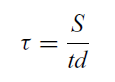 τ = S / td